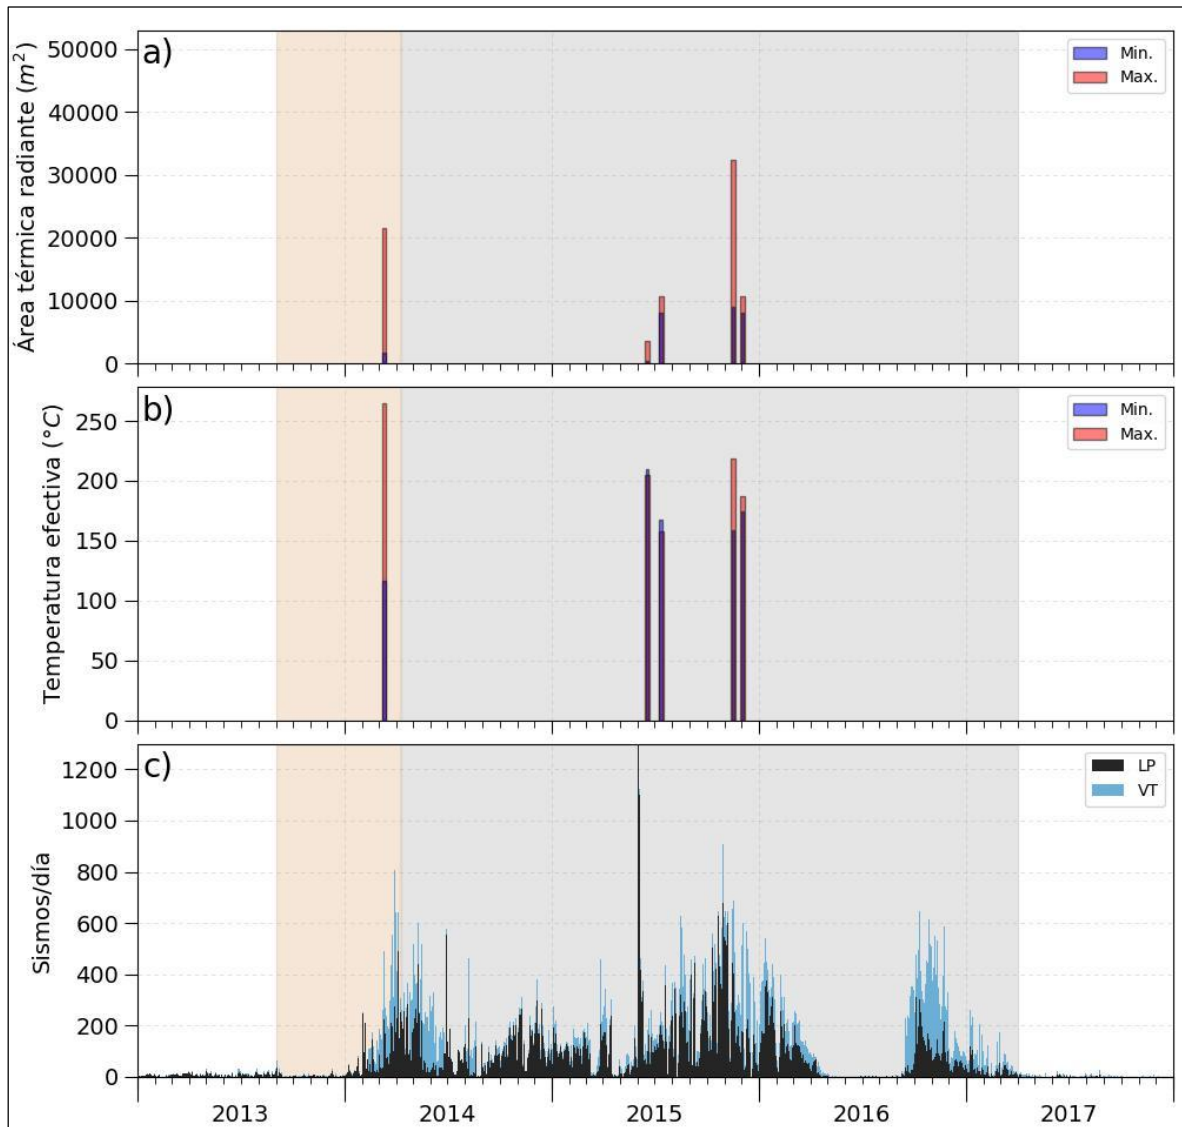 a)
Área térmica radiante (m²)
50000
40000
30000
20000
10000
0
Min.
Max.
b)
Temperatura efectiva (°C)
250
200
150
100
50
0
Min.
Max.
c)
Sismos/día
1200
1000
800
600
400
200
0
LP
VT
2013 2014 2015 2016 2017